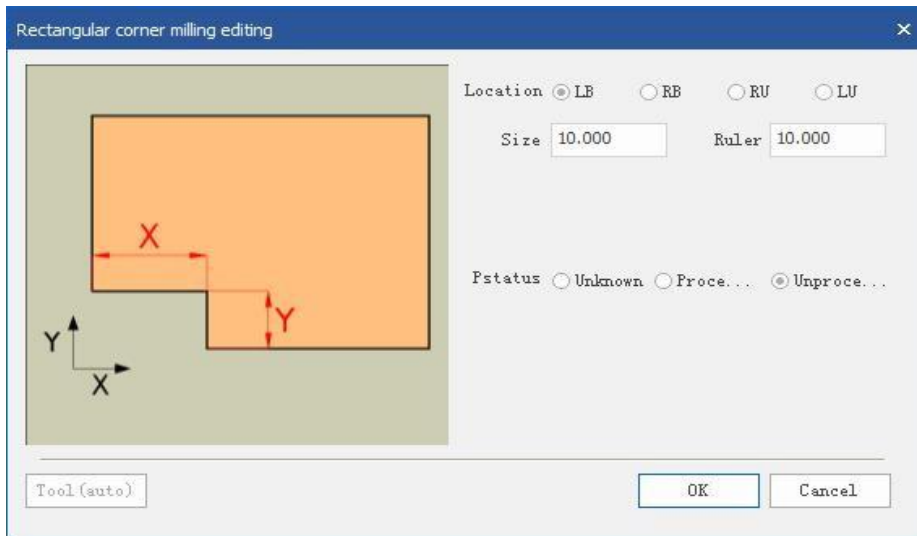 Rectangular corner milling editing ×
Location LB RB RU LU
Size 10.000 Ruler 10.000
X
Pstatus Unknown Proce... Unproce...
Y
Y
X
Tool(auto) OK Cancel